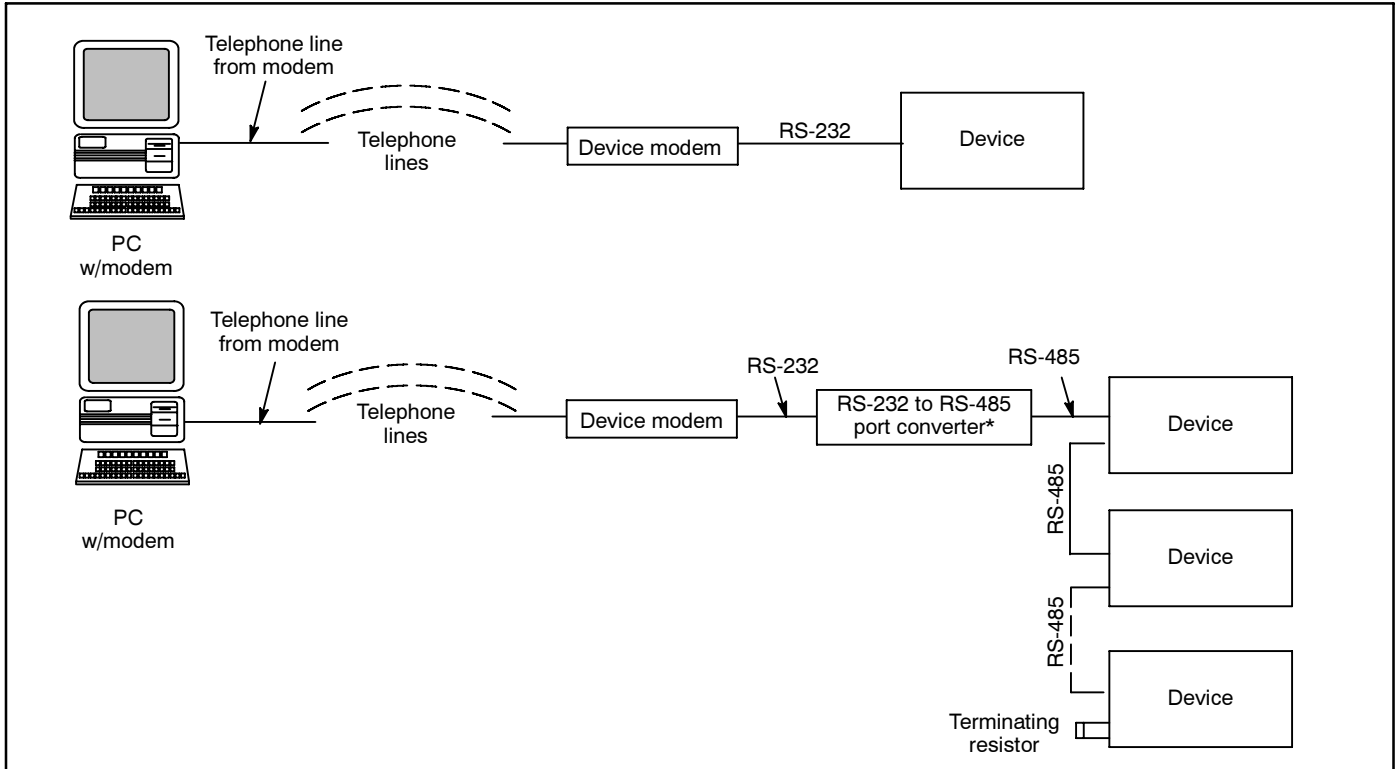 Telephone line
from modem
Telephone
lines
Device modem
RS-232
Device
PC
w/modem
Telephone line
from modem
Telephone
lines
Device modem
RS-232
RS-232 to RS-485
port converter*
RS-485
Device
RS-485
Device
RS-485
Device
Terminating
resistor
PC
w/modem